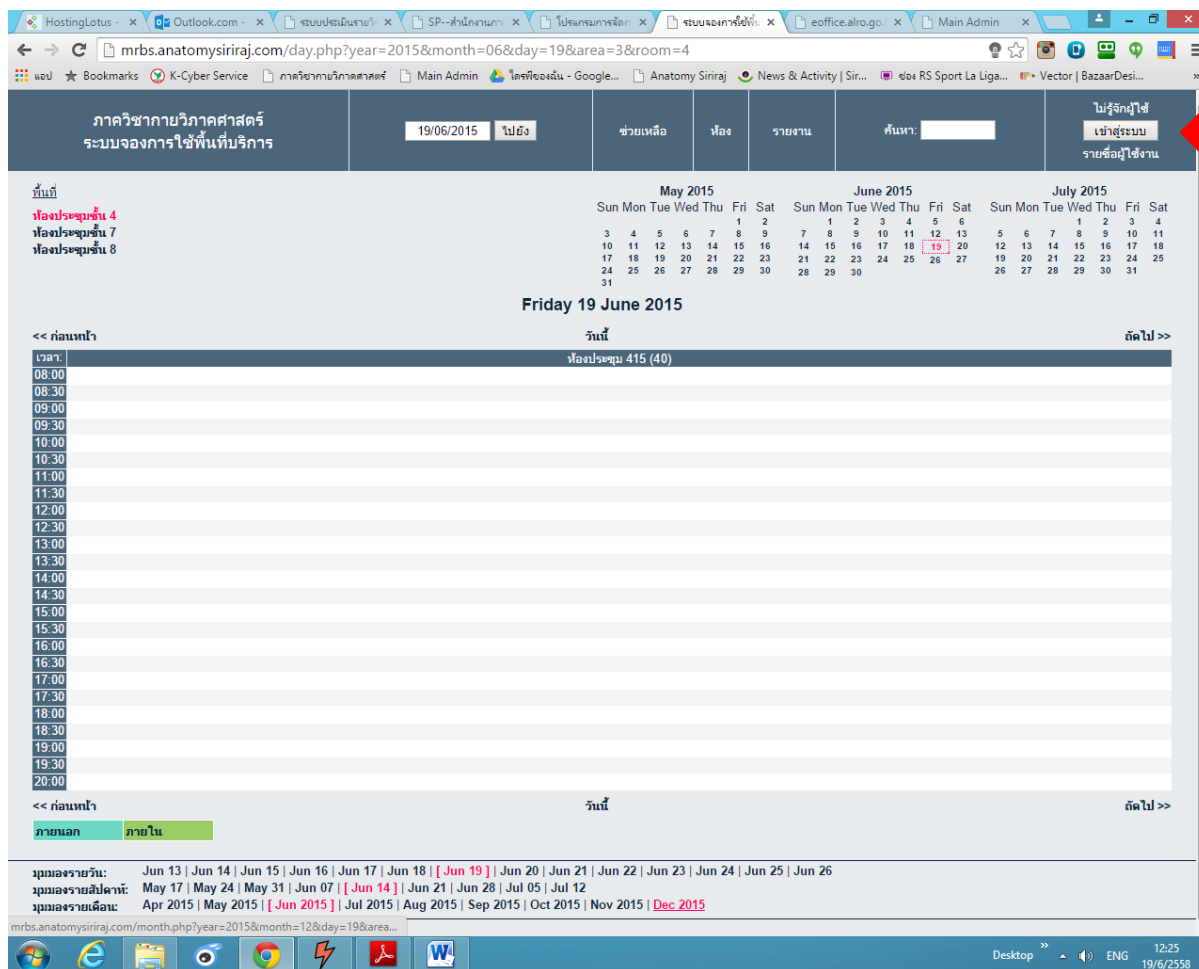 HostingLotus - Outlook.com - ระบบประเมินรายวิ SP--สำนักงานกา โปรแกรมการจัดก ระบบจองการใช้พื้น eoffice.alro.go. Main Admin
mrbs.anatomysiriraj.com/day.php?year=2015&month=06&day=19&area=3&room=4
แอป Bookmarks K-Cyber Service ภาควิชากายวิภาคศาสตร์ Main Admin ไดรฟ์ของฉัน - Google... Anatomy Siriraj News & Activity | Sir... ช่อง RS Sport La Liga... Vector | BazaarDesi... »
ภาควิชากายวิภาคศาสตร์
ระบบจองการใช้พื้นที่บริการ
19/06/2015 ไปยัง ช่วยเหลือ ห้อง รายงาน ค้นหา:
ไม่รู้จักผู้ใช้
เข้าสู่ระบบ
รายชื่อผู้ใช้งาน
พื้นที่
ห้องประชุมชั้น 4
ห้องประชุมชั้น 7
ห้องประชุมชั้น 8
May 2015
Sun Mon Tue Wed Thu Fri Sat
1 2
3 4 5 6 7 8 9
10 11 12 13 14 15 16
17 18 19 20 21 22 23
24 25 26 27 28 29 30
31
June 2015
Sun Mon Tue Wed Thu Fri Sat
1 2 3 4 5 6
7 8 9 10 11 12 13
14 15 16 17 18 19 20
21 22 23 24 25 26 27
28 29 30
July 2015
Sun Mon Tue Wed Thu Fri Sat
1 2 3 4
5 6 7 8 9 10 11
12 13 14 15 16 17 18
19 20 21 22 23 24 25
26 27 28 29 30 31
Friday 19 June 2015
<< ก่อนหน้า วันนี้ ถัดไป >>
เวลา: ห้องประชุม 415 (40)
08:00
08:30
09:00
09:30
10:00
10:30
11:00
11:30
12:00
12:30
13:00
13:30
14:00
14:30
15:00
15:30
16:00
16:30
17:00
17:30
18:00
18:30
19:00
19:30
20:00
<< ก่อนหน้า วันนี้ ถัดไป >>
ภายนอก ภายใน
มุมมองรายวัน: Jun 13 | Jun 14 | Jun 15 | Jun 16 | Jun 17 | Jun 18 | [ Jun 19 ] | Jun 20 | Jun 21 | Jun 22 | Jun 23 | Jun 24 | Jun 25 | Jun 26
มุมมองรายสัปดาห์: May 17 | May 24 | May 31 | Jun 07 | [ Jun 14 ] | Jun 21 | Jun 28 | Jul 05 | Jul 12
มุมมองรายเดือน: Apr 2015 | May 2015 | [ Jun 2015 ] | Jul 2015 | Aug 2015 | Sep 2015 | Oct 2015 | Nov 2015 | Dec 2015
mrbs.anatomysiriraj.com/month.php?year=2015&month=12&day=19&area...
Desktop » ENG 12:25
19/6/2558